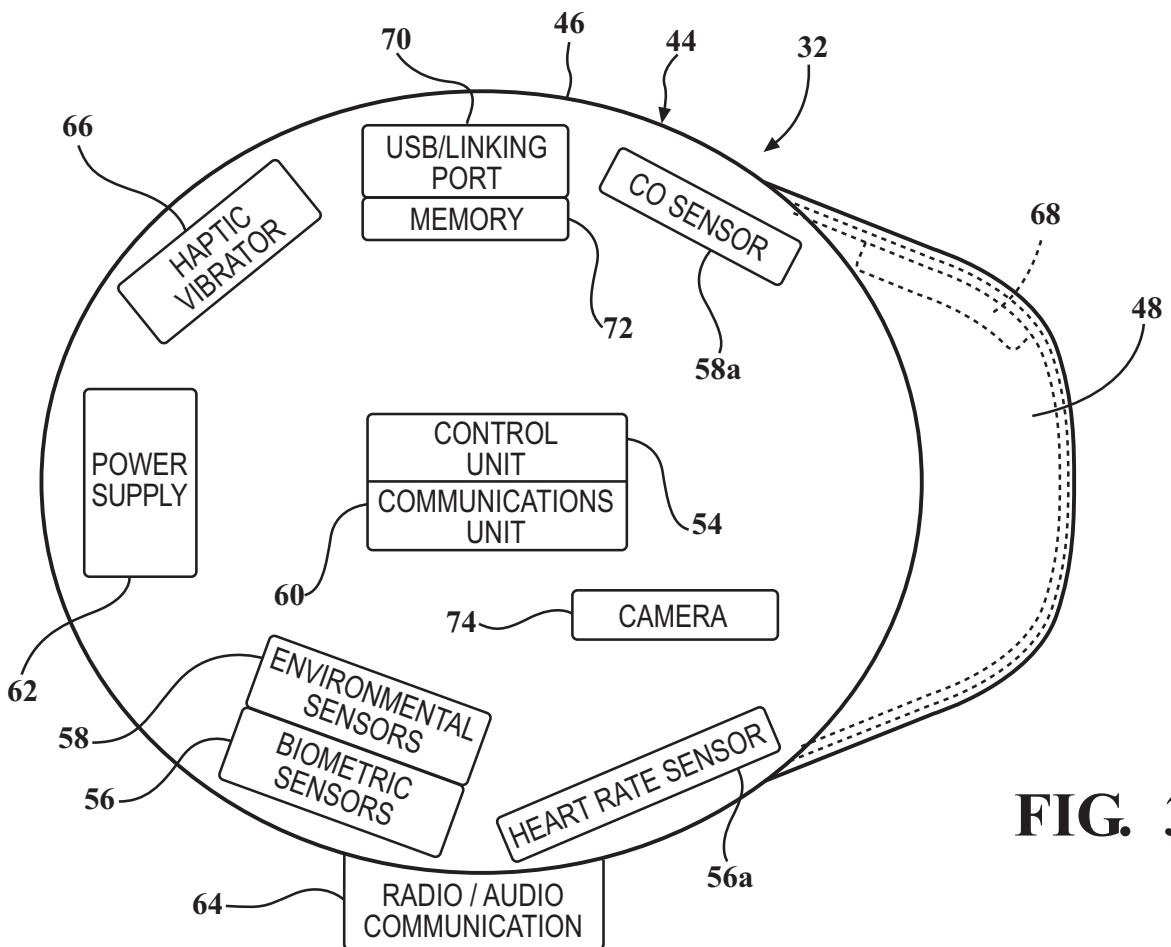 70
46
44
32
66
USB/LINKING
PORT
MEMORY
CO SENSOR
68
HAPTIC
VIBRATOR
48
72
58a
POWER
SUPPLY
CONTROL
UNIT
COMMUNICATIONS
UNIT
54
60
74
CAMERA
62
ENVIRONMENTAL
SENSORS
58
BIOMETRIC
SENSORS
56
HEART RATE SENSOR
FIG.
56a
64
RADIO / AUDIO
COMMUNICATION